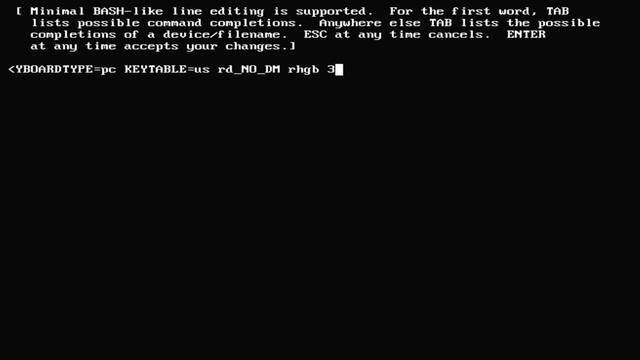 [ Minimal BASH-like line editing is supported.  For the first word, TAB
lists possible command completions.  Anywhere else TAB lists the possible
completions of a device/filename.  ESC at any time cancels.  ENTER
at any time accepts your changes.]
<YBOARDTYPE=pc KEYTABLE=us rd_NO_DM rhgb 3